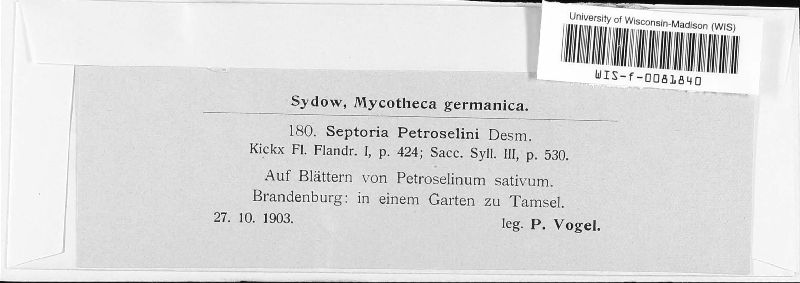 University of Wisconsin-Madison (WIS)
WIS-f-0081840
Sydow, Mycotheca germanica.
180. Septoria Petroselini Desm.
Kickx Fl. Flandr. I, p. 424; Sacc. Syll. III, p. 530.
Auf Blättern von Petroselinum sativum.
Brandenburg: in einem Garten zu Tamsel.
27. 10. 1903. leg. P. Vogel.